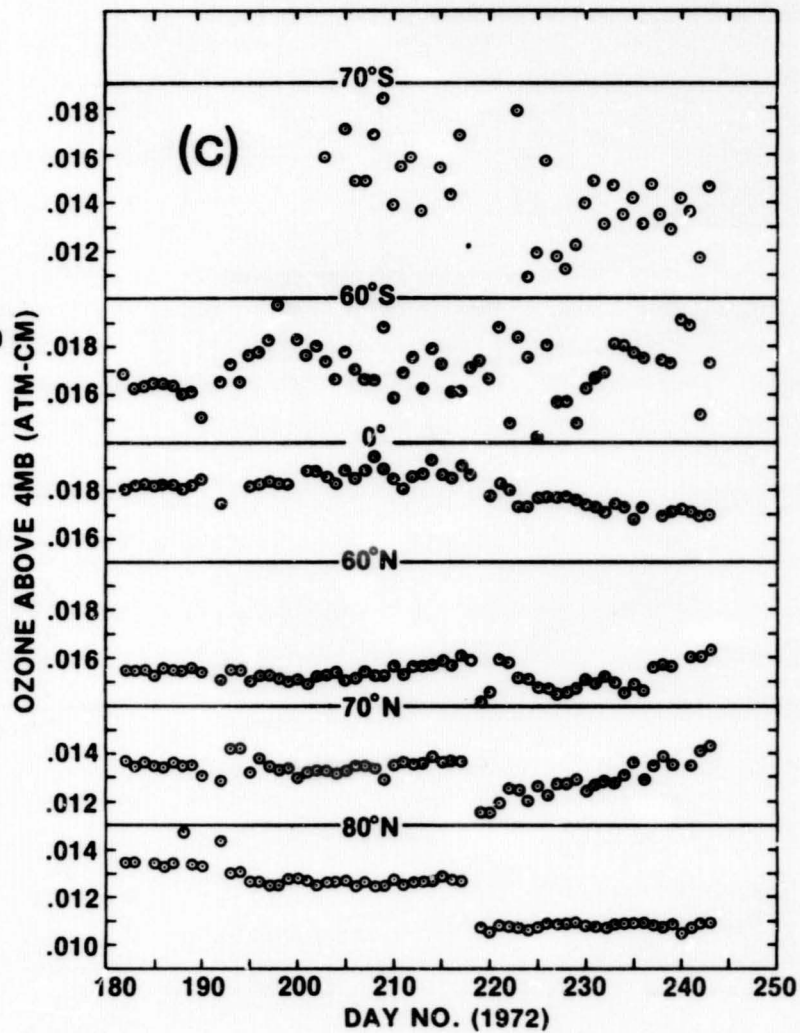 (c)
OZONE ABOVE 4MB (ATM-CM)
70°S
.018
.016
.014
.012
60°S
.018
.016
0°
.018
.016
60°N
.018
.016
70°N
.014
.012
80°N
.014
.012
.010
180 190 200 210 220 230 240 250
DAY NO. (1972)